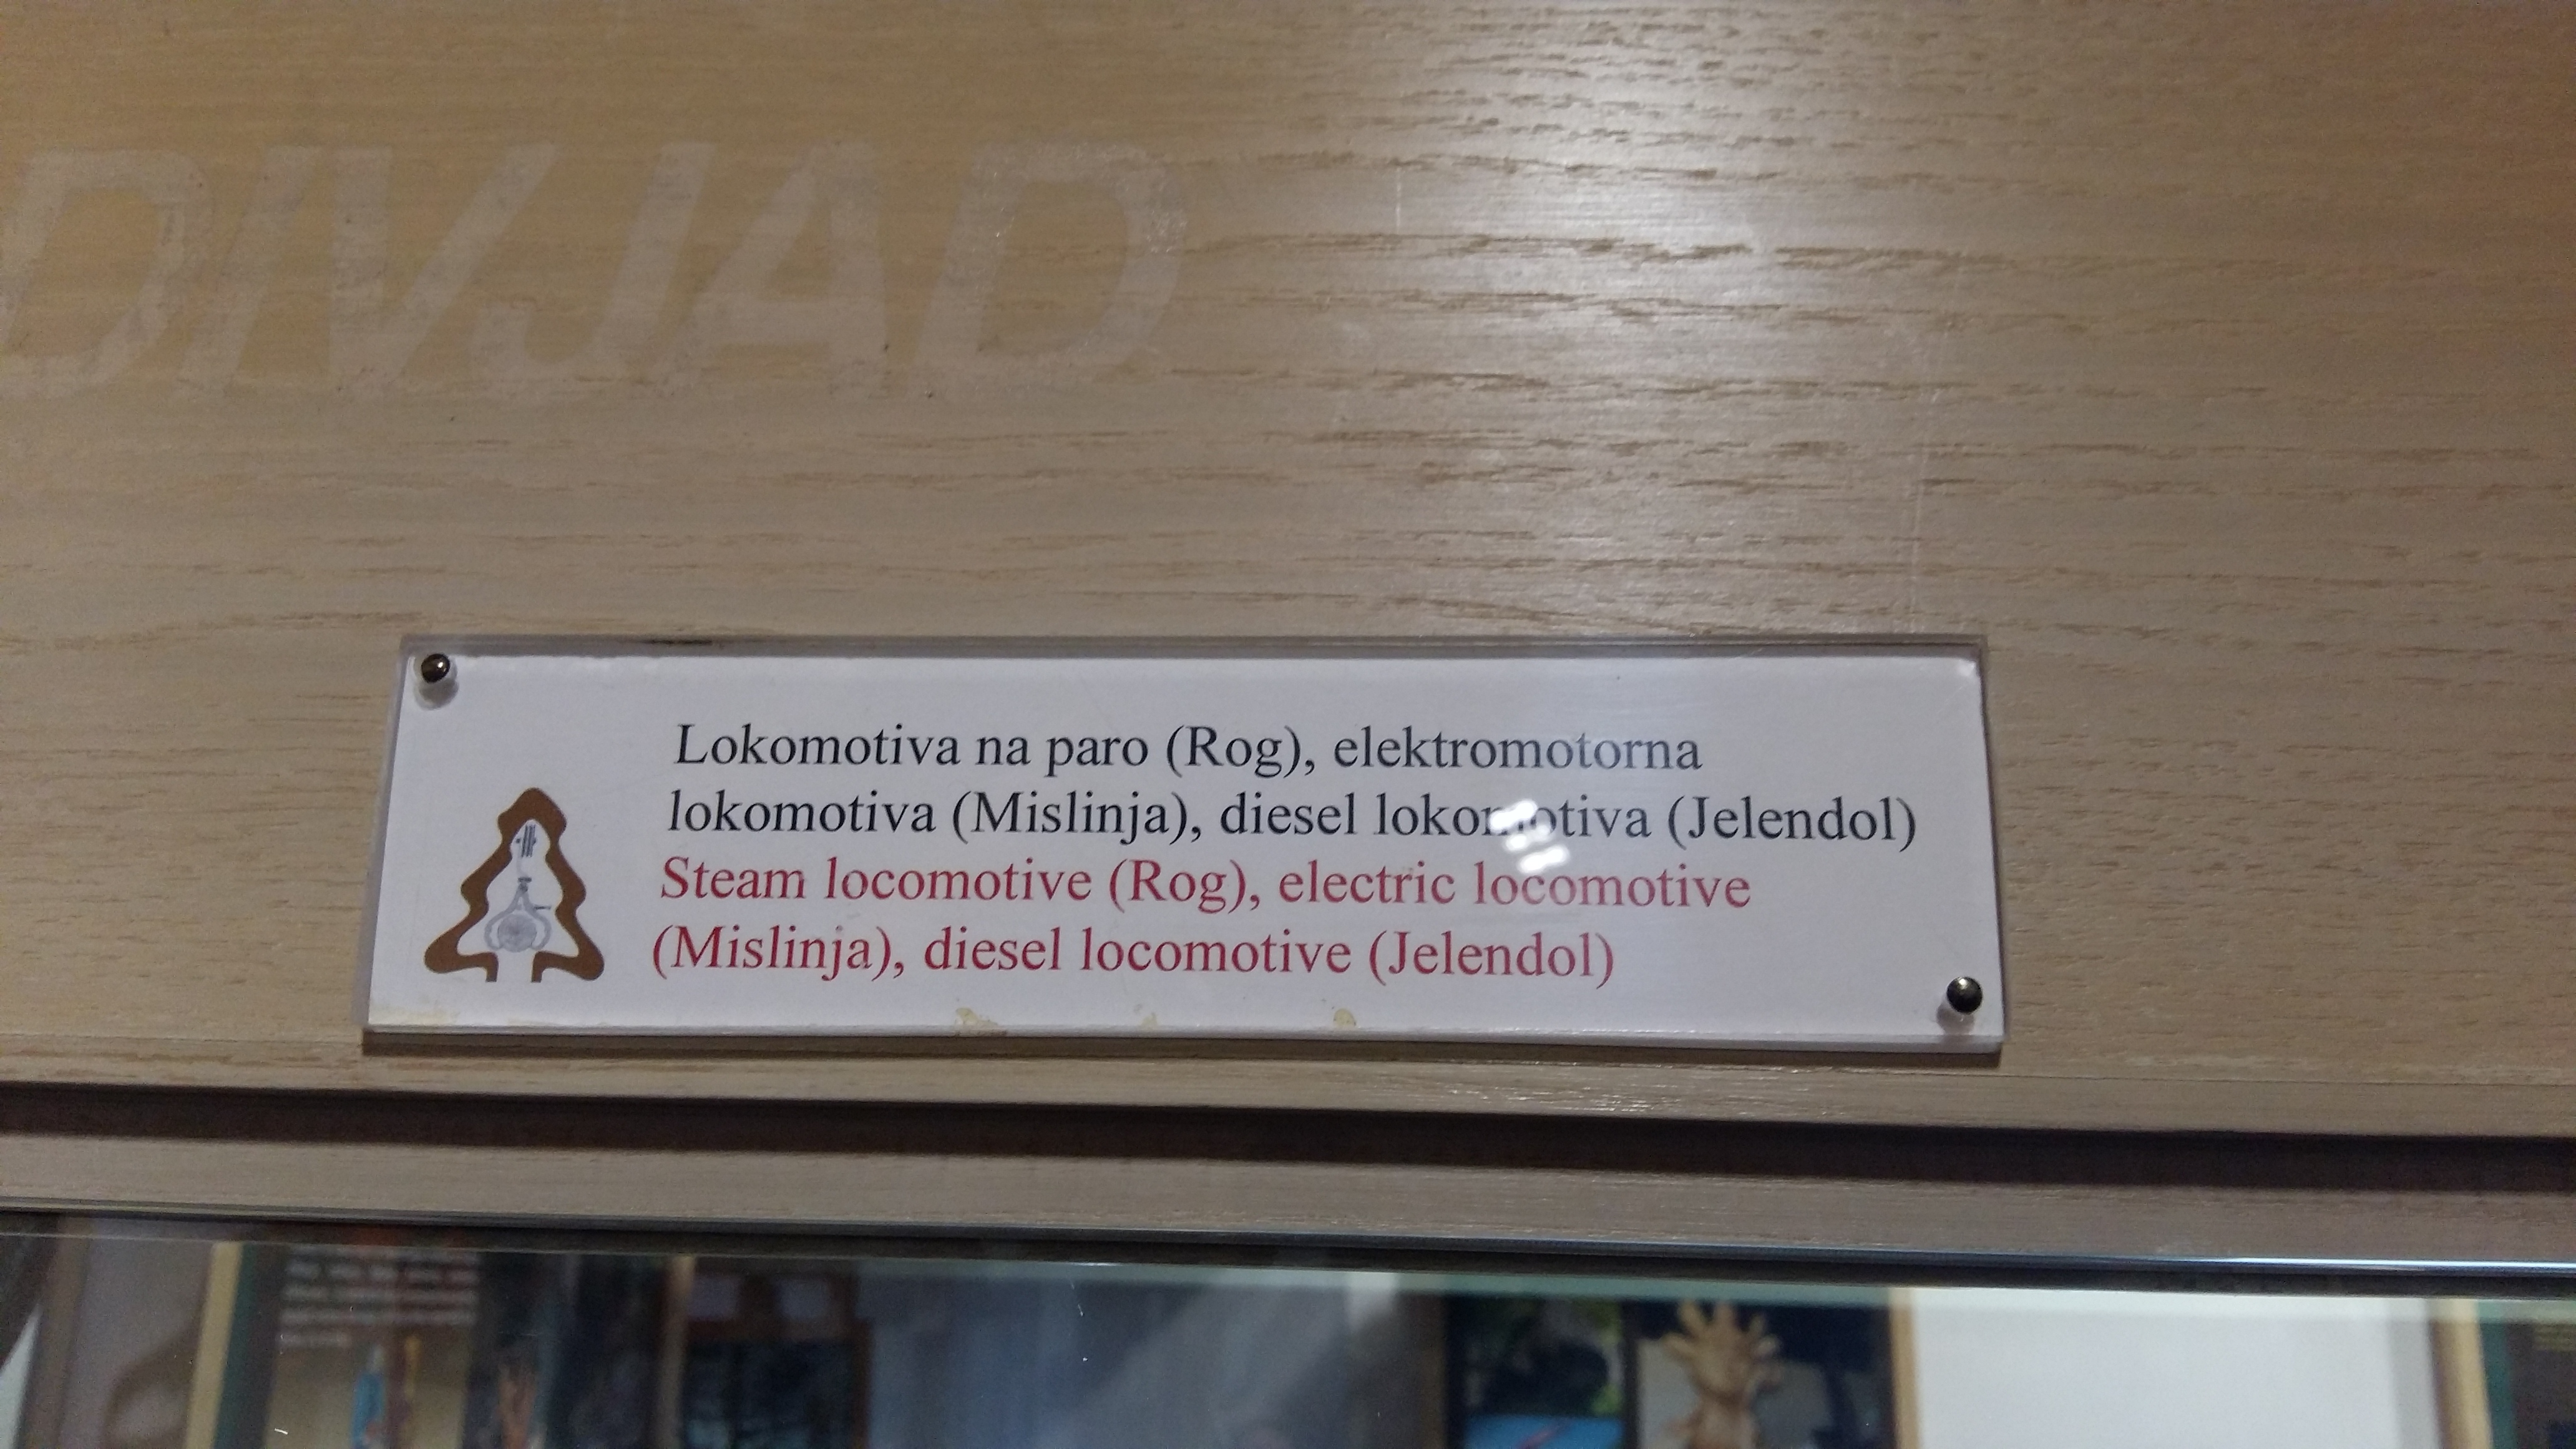 DIVJAD
Lokomotiva na paro (Rog), elektromotorna
lokomotiva (Mislinja), diesel lokomotiva (Jelendol)
Steam locomotive (Rog), electric locomotive
(Mislinja), diesel locomotive (Jelendol)